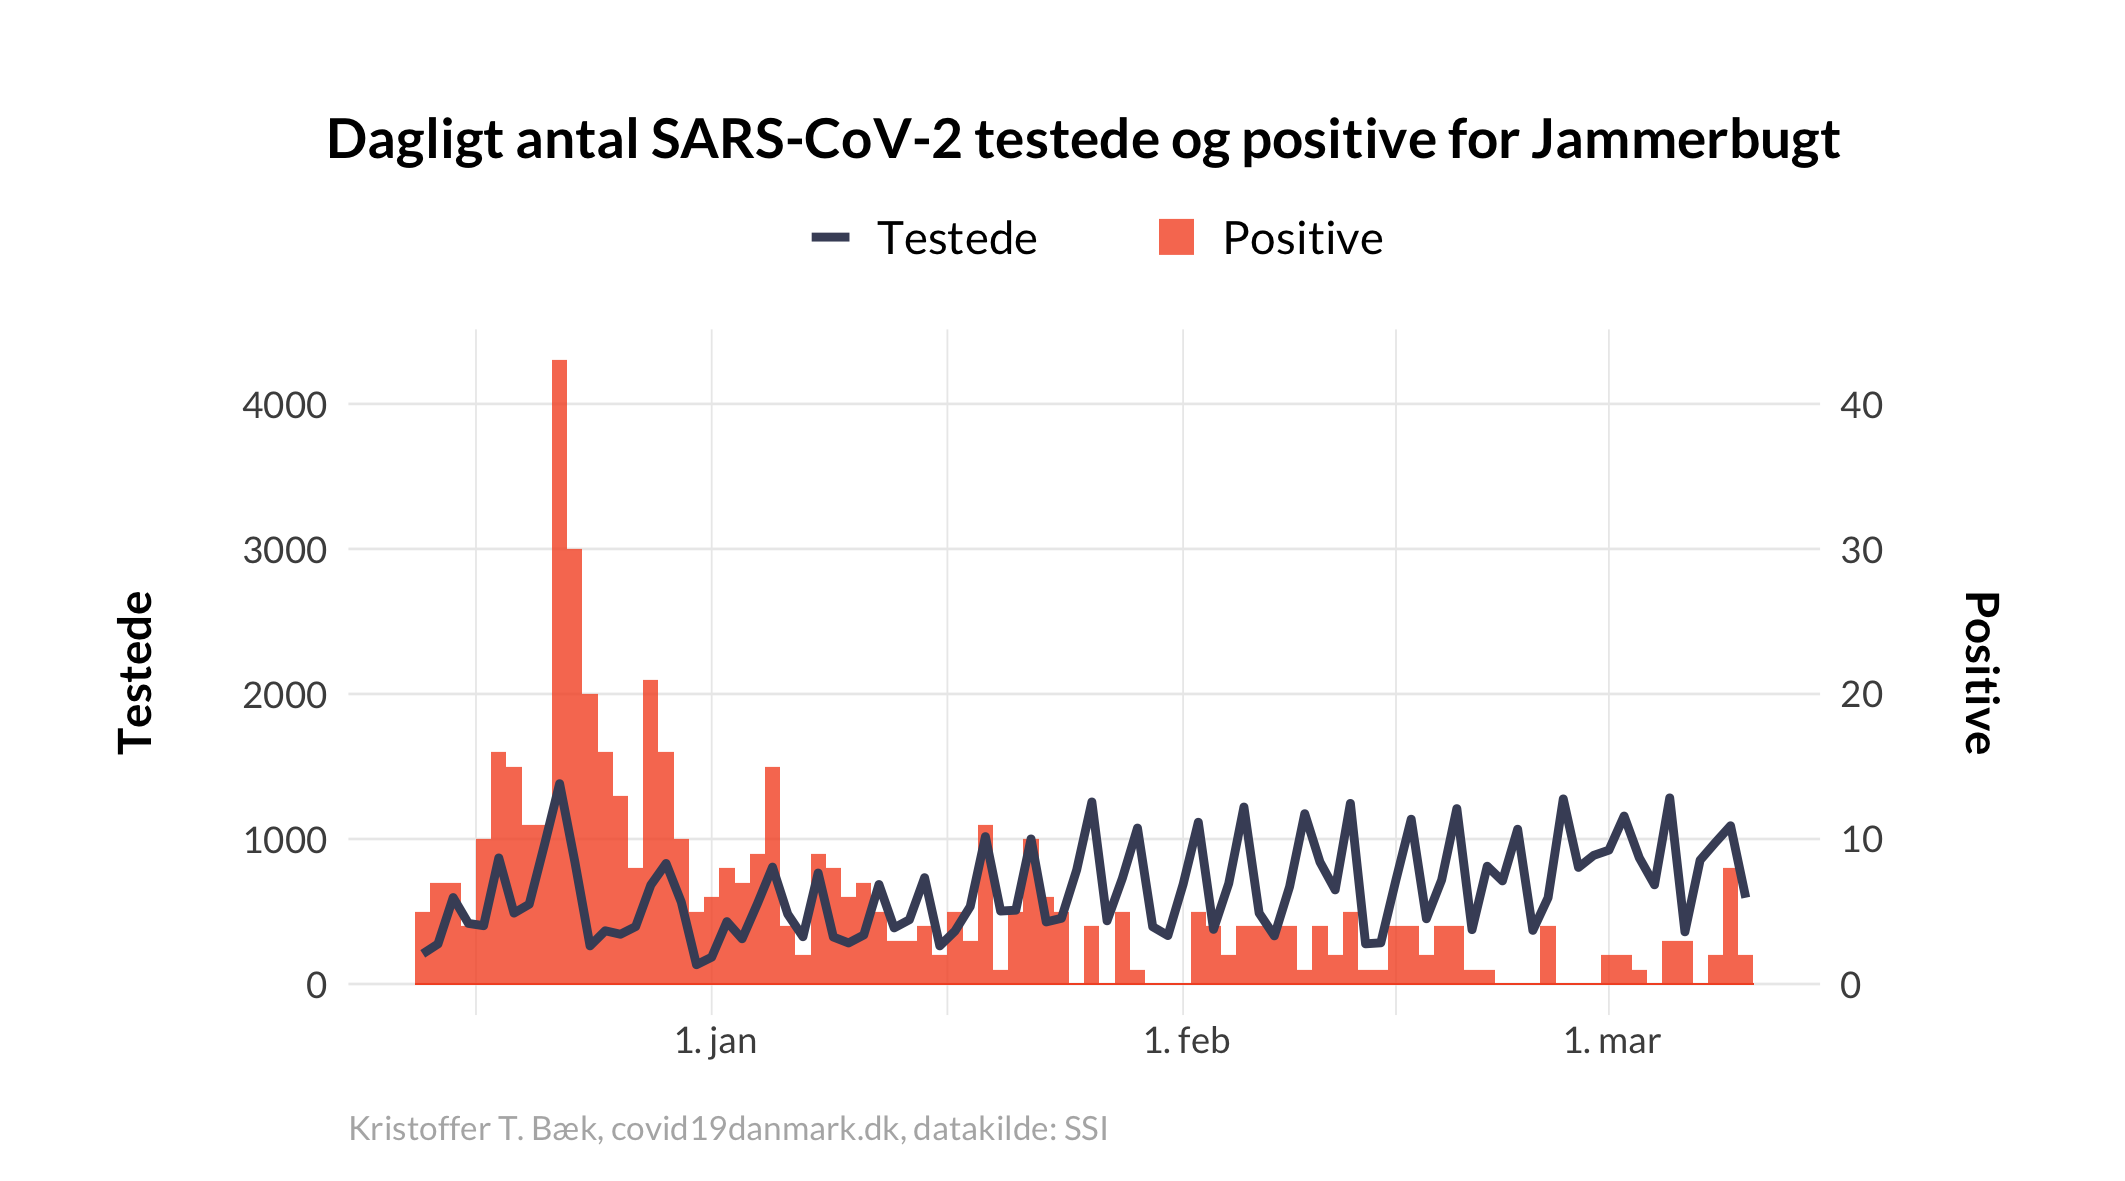 Dagligt antal SARS-CoV-2 testede og positive for Jammerbugt
Testede Positive
4000 40
3000 30
2000 20
1000 10
0 0
Testede
Positive
1. jan 1. feb 1. mar
Kristoffer T. Bæk, covid19danmark.dk, datakilde: SSI